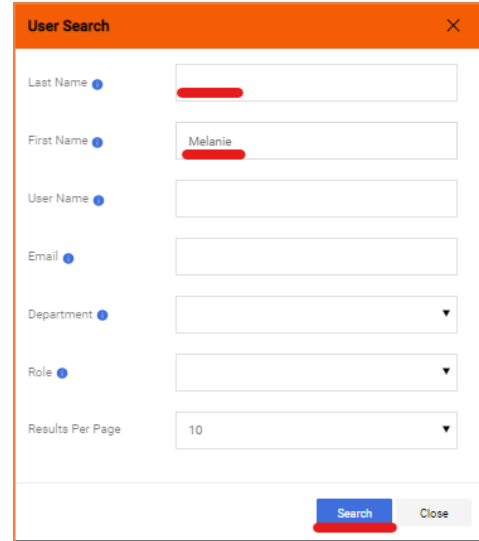 User Search
Last Name
First Name Melanie
User Name
Email
Department
Role
Results Per Page 10
Search Close